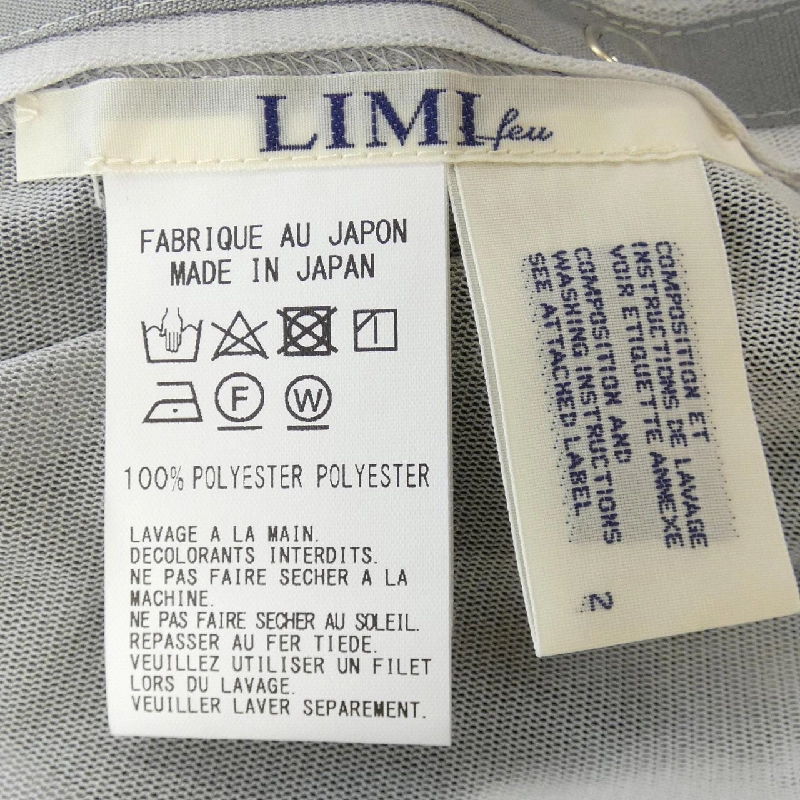 LIMI feu
FABRIQUE AU JAPON
MADE IN JAPAN
F W
100% POLYESTER POLYESTER
LAVAGE A LA MAIN.
DECOLORANTS INTERDITS.
NE PAS FAIRE SECHER A LA
MACHINE.
NE PAS FAIRE SECHER AU SOLEIL.
REPASSER AU FER TIEDE.
VEUILLEZ UTILISER UN FILET
LORS DU LAVAGE.
VEUILLER LAVER SEPAREMENT.
COMPOSITION ET
INSTRUCTIONS DE LAVAGE
VOIR ETIQUETTE ANNEXE
COMPOSITION AND
WASHING INSTRUCTIONS
SEE ATTACHED LABEL
2